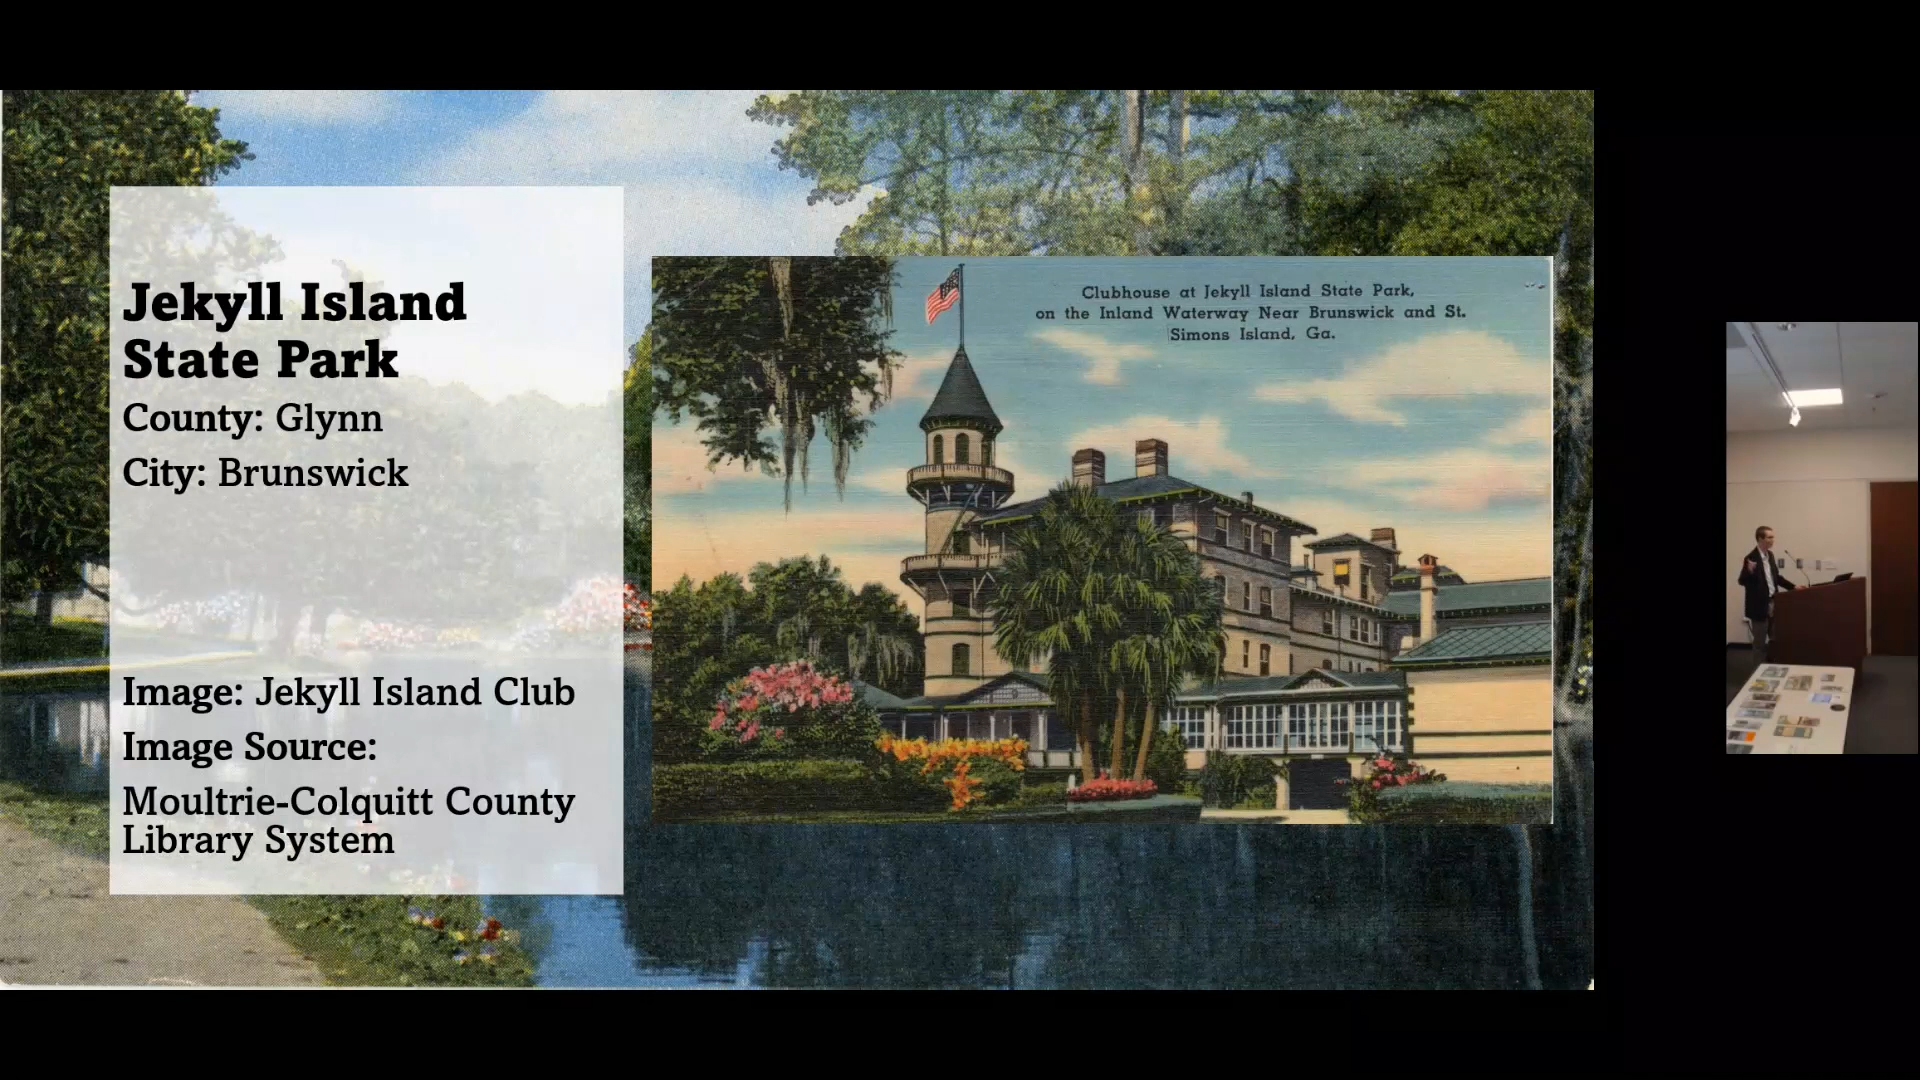 Jekyll Island
State Park
County: Glynn
City: Brunswick
Image: Jekyll Island Club
Image Source:
Moultrie-Colquitt County
Library System
Clubhouse at Jekyll Island State Park,
on the Inland Waterway Near Brunswick and St.
Simons Island, Ga.